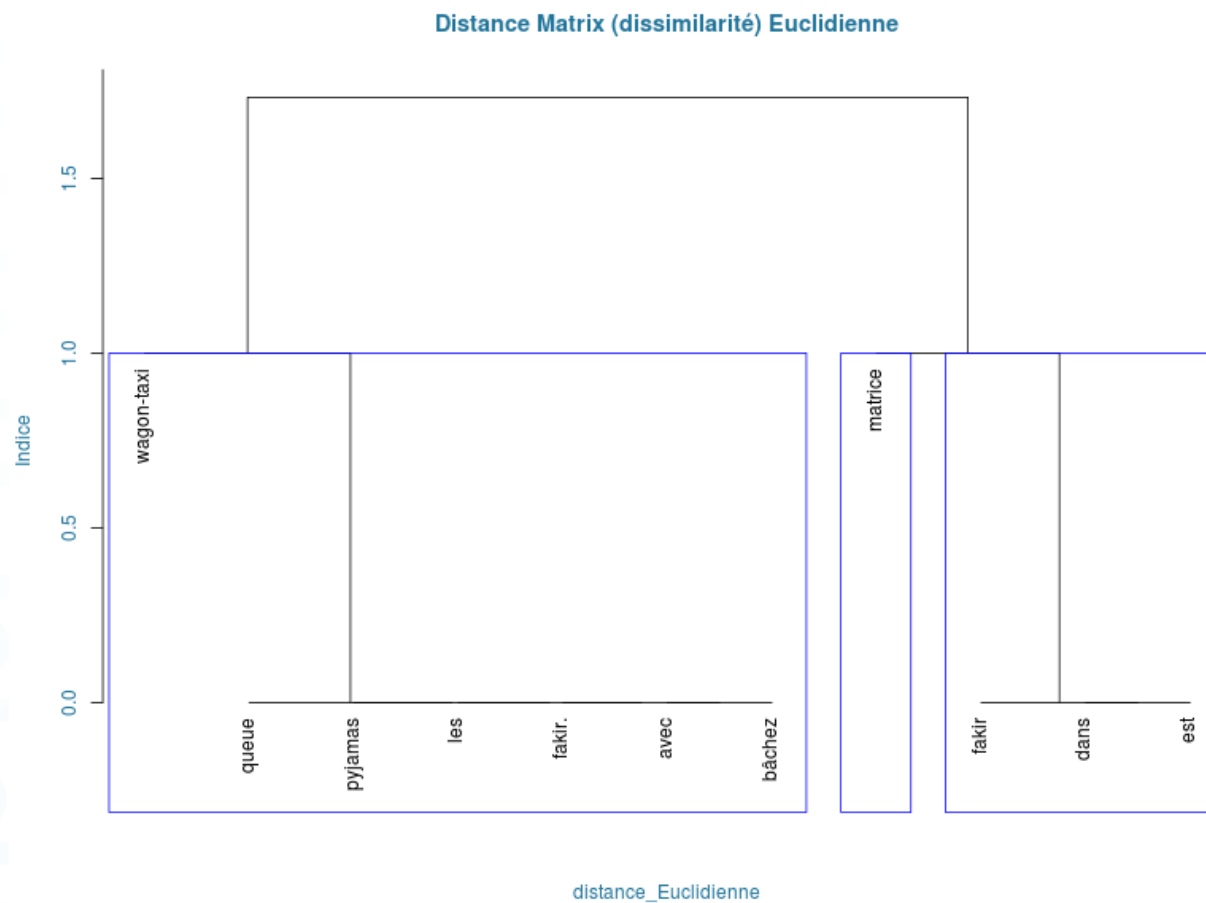 Distance Matrix (dissimilarité) Euclidienne
Indice
1.5
1.0
0.5
0.0
wagon-taxi
queue
pyjamas
les
fakir.
avec
bâchez
matrice
fakir
dans
est
distance_Euclidienne